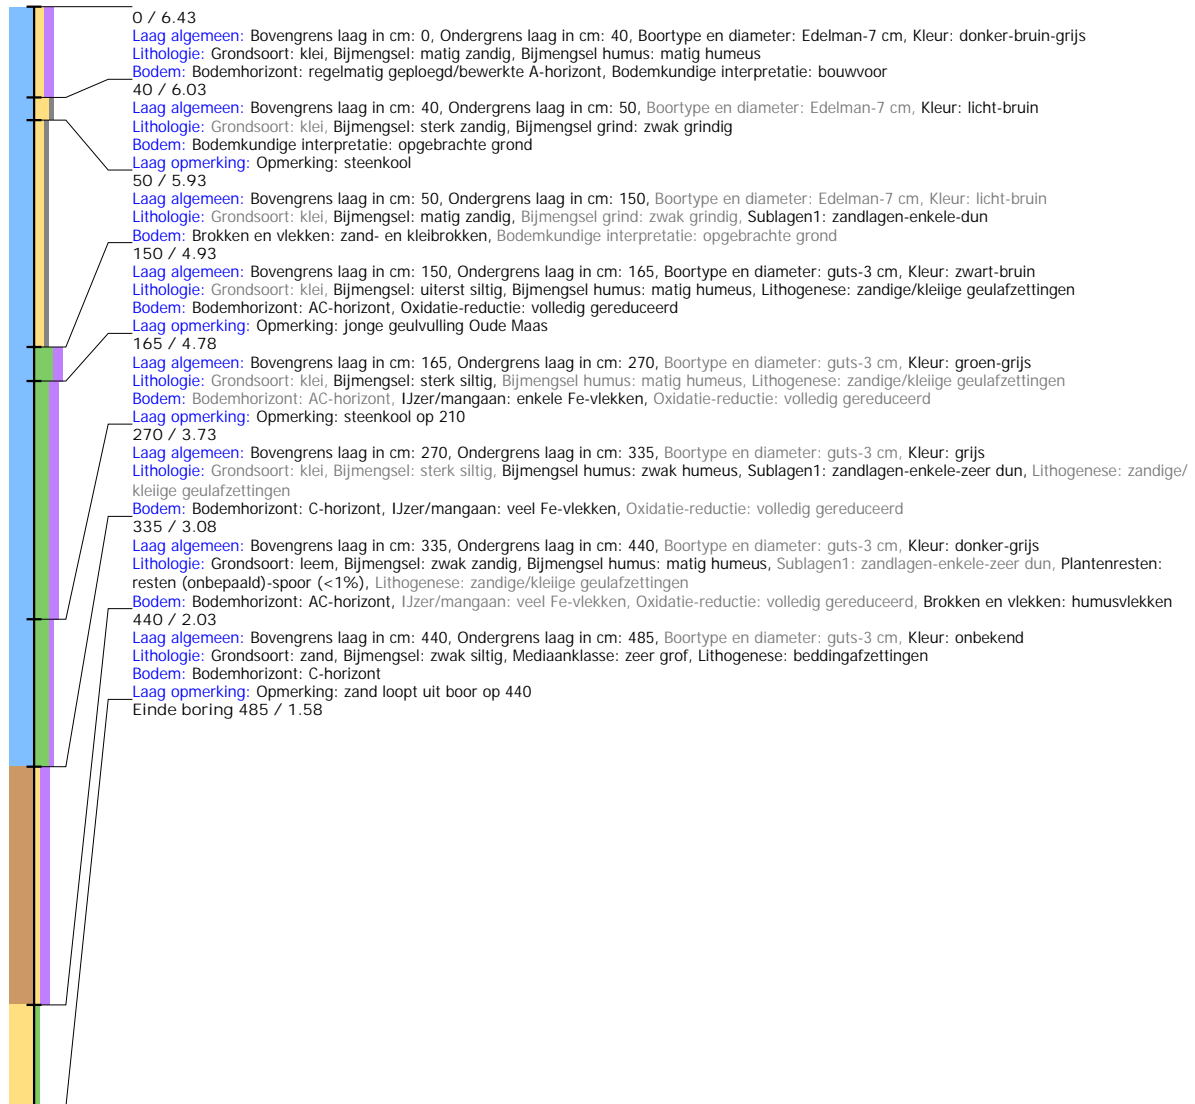 0 / 6.43
Laag algemeen: Bovengrens laag in cm: 0, Ondergrens laag in cm: 40, Boortype en diameter: Edelman-7 cm, Kleur: donker-bruin-grijs
Lithologie: Grondsoort: klei, Bijmengsel: matig zandig, Bijmengsel humus: matig humeus
Bodem: Bodemhorizont: regelmatig geploegd/bewerkte A-horizont, Bodemkundige interpretatie: bouwvoor
40 / 6.03
Laag algemeen: Bovengrens laag in cm: 40, Ondergrens laag in cm: 50, Boortype en diameter: Edelman-7 cm, Kleur: licht-bruin
Lithologie: Grondsoort: klei, Bijmengsel: sterk zandig, Bijmengsel grind: zwak grindig
Bodem: Bodemkundige interpretatie: opgebrachte grond
Laag opmerking: Opmerking: steenkool
50 / 5.93
Laag algemeen: Bovengrens laag in cm: 50, Ondergrens laag in cm: 150, Boortype en diameter: Edelman-7 cm, Kleur: licht-bruin
Lithologie: Grondsoort: klei, Bijmengsel: matig zandig, Bijmengsel grind: zwak grindig, Sublagen1: zandlagen-enkele-dun
Bodem: Brokken en vlekken: zand- en kleibrokken, Bodemkundige interpretatie: opgebrachte grond
150 / 4.93
Laag algemeen: Bovengrens laag in cm: 150, Ondergrens laag in cm: 165, Boortype en diameter: guts-3 cm, Kleur: zwart-bruin
Lithologie: Grondsoort: klei, Bijmengsel: uiterst siltig, Bijmengsel humus: matig humeus, Lithogenese: zandige/kleiige geulafzettingen
Bodem: Bodemhorizont: AC-horizont, Oxidatie-reductie: volledig gereduceerd
Laag opmerking: Opmerking: jonge geulvulling Oude Maas
165 / 4.78
Laag algemeen: Bovengrens laag in cm: 165, Ondergrens laag in cm: 270, Boortype en diameter: guts-3 cm, Kleur: groen-grijs
Lithologie: Grondsoort: klei, Bijmengsel: sterk siltig, Bijmengsel humus: matig humeus, Lithogenese: zandige/kleiige geulafzettingen
Bodem: Bodemhorizont: AC-horizont, IJzer/mangaan: enkele Fe-vlekken, Oxidatie-reductie: volledig gereduceerd
Laag opmerking: Opmerking: steenkool op 210
270 / 3.73
Laag algemeen: Bovengrens laag in cm: 270, Ondergrens laag in cm: 335, Boortype en diameter: guts-3 cm, Kleur: grijs
Lithologie: Grondsoort: klei, Bijmengsel: sterk siltig, Bijmengsel humus: zwak humeus, Sublagen1: zandlagen-enkele-zeer dun, Lithogenese: zandige/
kleiige geulafzettingen
Bodem: Bodemhorizont: C-horizont, IJzer/mangaan: veel Fe-vlekken, Oxidatie-reductie: volledig gereduceerd
335 / 3.08
Laag algemeen: Bovengrens laag in cm: 335, Ondergrens laag in cm: 440, Boortype en diameter: guts-3 cm, Kleur: donker-grijs
Lithologie: Grondsoort: leem, Bijmengsel: zwak zandig, Bijmengsel humus: matig humeus, Sublagen1: zandlagen-enkele-zeer dun, Plantenresten:
resten (onbepaald)-spoor (<1%), Lithogenese: zandige/kleiige geulafzettingen
Bodem: Bodemhorizont: AC-horizont, IJzer/mangaan: veel Fe-vlekken, Oxidatie-reductie: volledig gereduceerd, Brokken en vlekken: humusvlekken
440 / 2.03
Laag algemeen: Bovengrens laag in cm: 440, Ondergrens laag in cm: 485, Boortype en diameter: guts-3 cm, Kleur: onbekend
Lithologie: Grondsoort: zand, Bijmengsel: zwak siltig, Mediaanklasse: zeer grof, Lithogenese: beddingafzettingen
Bodem: Bodemhorizont: C-horizont
Laag opmerking: Opmerking: zand loopt uit boor op 440
Einde boring 485 / 1.58